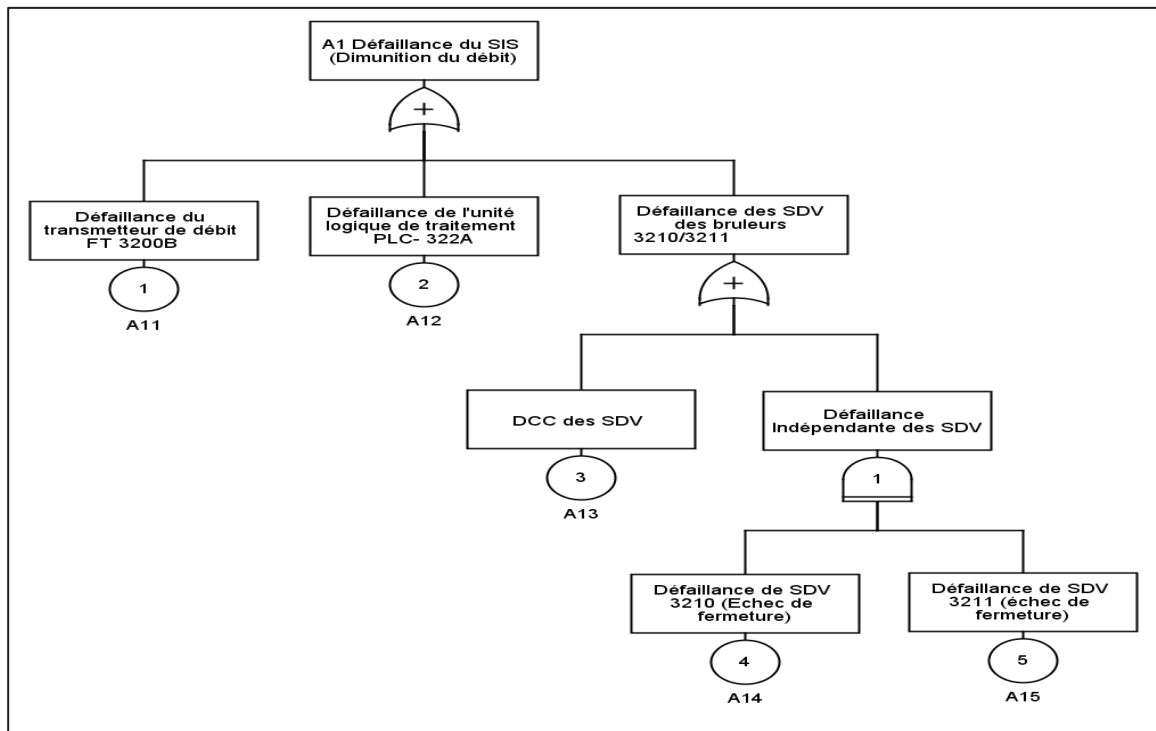 A1 Défaillance du SIS
(Dimunition du débit)
+
Défaillance du
transmetteur de débit
FT 3200B
1
A11
Défaillance de l'unité
logique de traitement
PLC- 322A
2
A12
Défaillance des SDV
des bruleurs
3210/3211
+
DCC des SDV
3
A13
Défaillance
Indépendante des SDV
1
Défaillance de SDV
3210 (Echec de
fermeture)
4
A14
Défaillance de SDV
3211 (échec de
fermeture)
5
A15